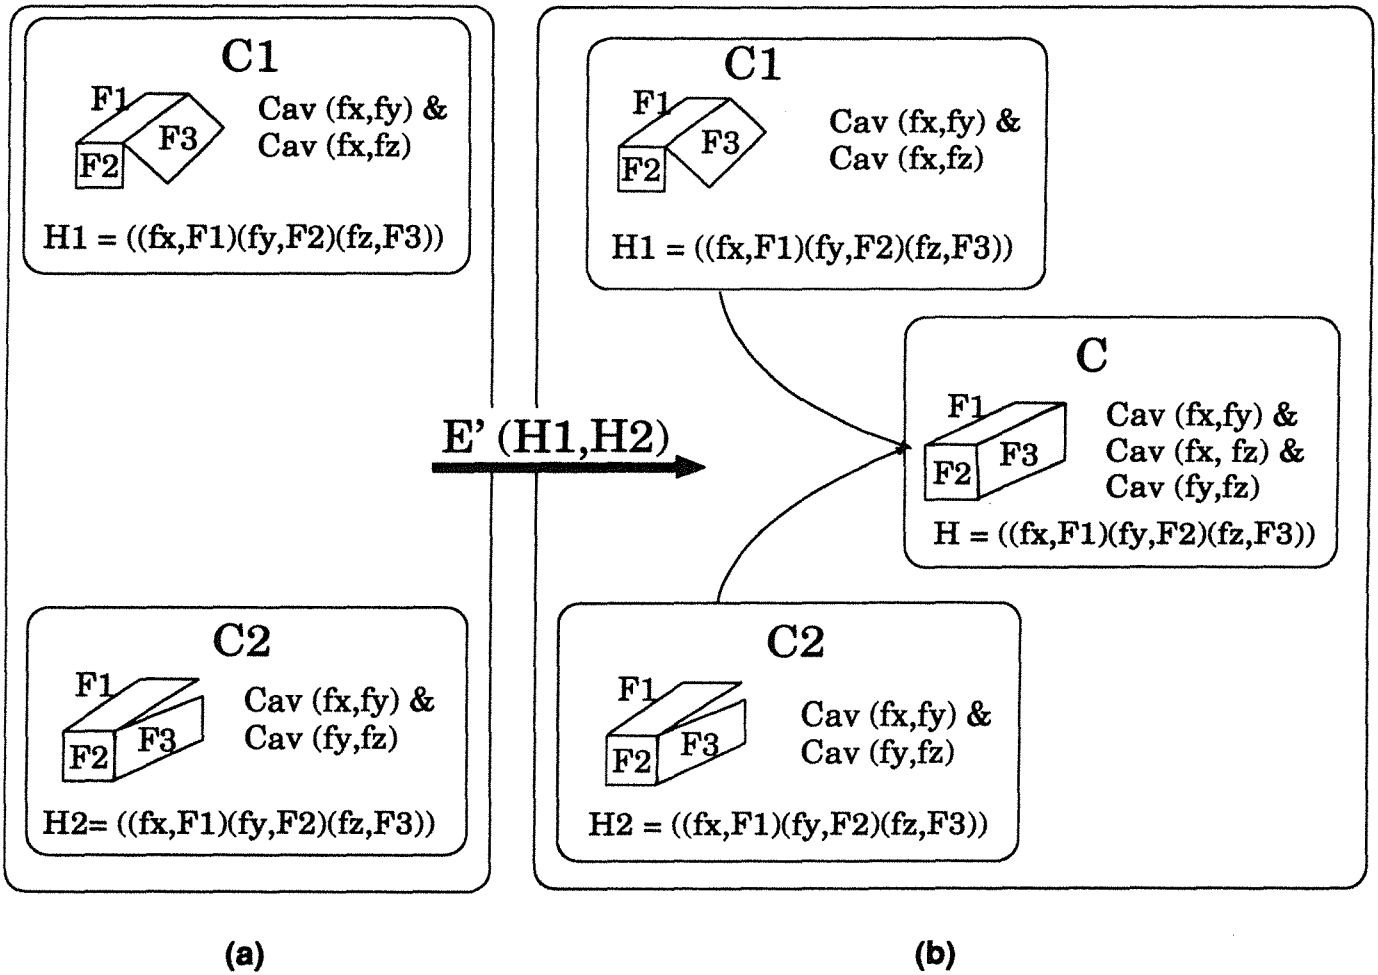 C1
F1
F2
F3
Cav (fx,fy) &
Cav (fx,fz)
H1 = ((fx,F1)(fy,F2)(fz,F3))
C2
F1
F2
F3
Cav (fx,fy) &
Cav (fy,fz)
H2= ((fx,F1)(fy,F2)(fz,F3))
(a)
E’ (H1,H2)
C1
F1
F2
F3
Cav (fx,fy) &
Cav (fx,fz)
H1 = ((fx,F1)(fy,F2)(fz,F3))
C
F1
F2
F3
Cav (fx,fy) &
Cav (fx, fz) &
Cav (fy,fz)
H = ((fx,F1)(fy,F2)(fz,F3))
C2
F1
F2
F3
Cav (fx,fy) &
Cav (fy,fz)
H2 = ((fx,F1)(fy,F2)(fz,F3))
(b)